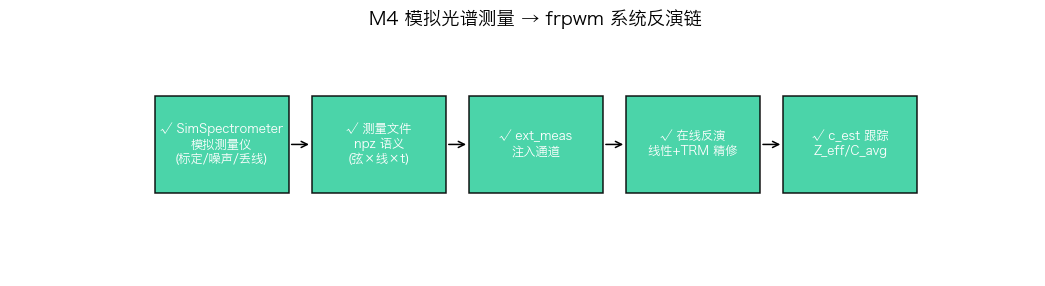 M4 模拟光谱测量 → frpwm 系统反演链
✓ SimSpectrometer
模拟测量仪
(标定/噪声/丢线)
✓ 测量文件
npz 语义
(弦×线×t)
✓ ext_meas
注入通道
✓ 在线反演
线性+TRM 精修
✓ c_est 跟踪
Z_eff/C_avg